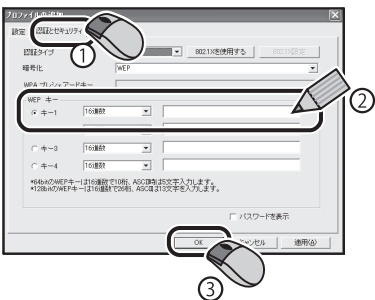 プロファイルの追加
設定 認証とセキュリティ
①
認証タイプ 802.1Xを使用する 802.1X設定
暗号化 WEP
WPA プレシェアードキー
WEP キー
②
キー1 16進数
キー3 16進数
キー4 16進数
*64bitのWEPキーは16進数で10桁、ASCII時は5文字入力します。
*128bitのWEPキーは16進数で26桁、ASCII時は13文字を入力します。
パスワードを表示
OK キャンセル 適用(A)
③